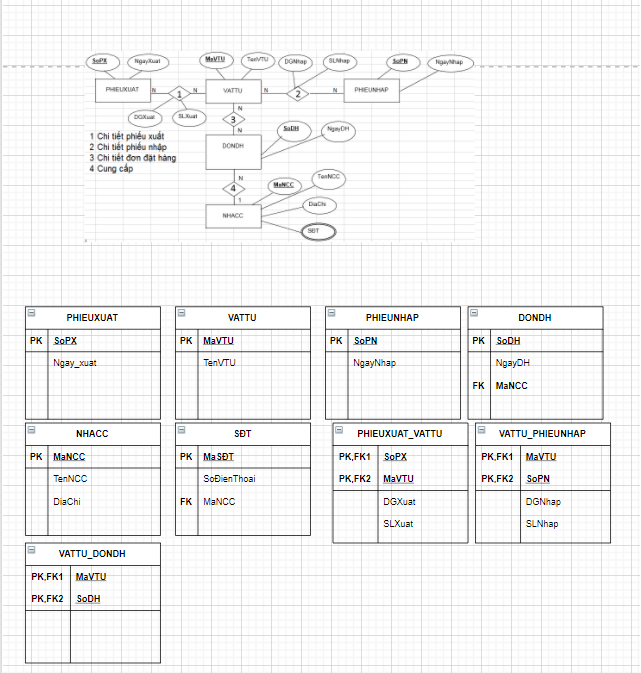 SoPX
NgayXuat
MaVTU
TenVTU
DGNhap
SLNhap
SoPN
NgayNhap
PHIEUXUAT
N
1
N
VATTU
N
2
N
PHIEUNHAP
DGXuat
SLXuat
N
3
N
1 Chi tiết phiếu xuất
2 Chi tiết phiếu nhập
3 Chi tiết đơn đặt hàng
4 Cung cấp
DONDH
SoDH
NgayDH
N
4
1
NHACC
MaNCC
TenNCC
DiaChi
SĐT
PHIEUXUAT
PK SoPX
Ngay_xuat
VATTU
PK MaVTU
TenVTU
PHIEUNHAP
PK SoPN
NgayNhap
DONDH
PK SoDH
NgayDH
FK MaNCC
NHACC
PK MaNCC
TenNCC
DiaChi
SĐT
PK MaSĐT
SoĐienThoai
FK MaNCC
PHIEUXUAT_VATTU
PK,FK1 SoPX
PK,FK2 MaVTU
DGXuat
SLXuat
VATTU_PHIEUNHAP
PK,FK1 MaVTU
PK,FK2 SoPN
DGNhap
SLNhap
VATTU_DONDH
PK,FK1 MaVTU
PK,FK2 SoDH